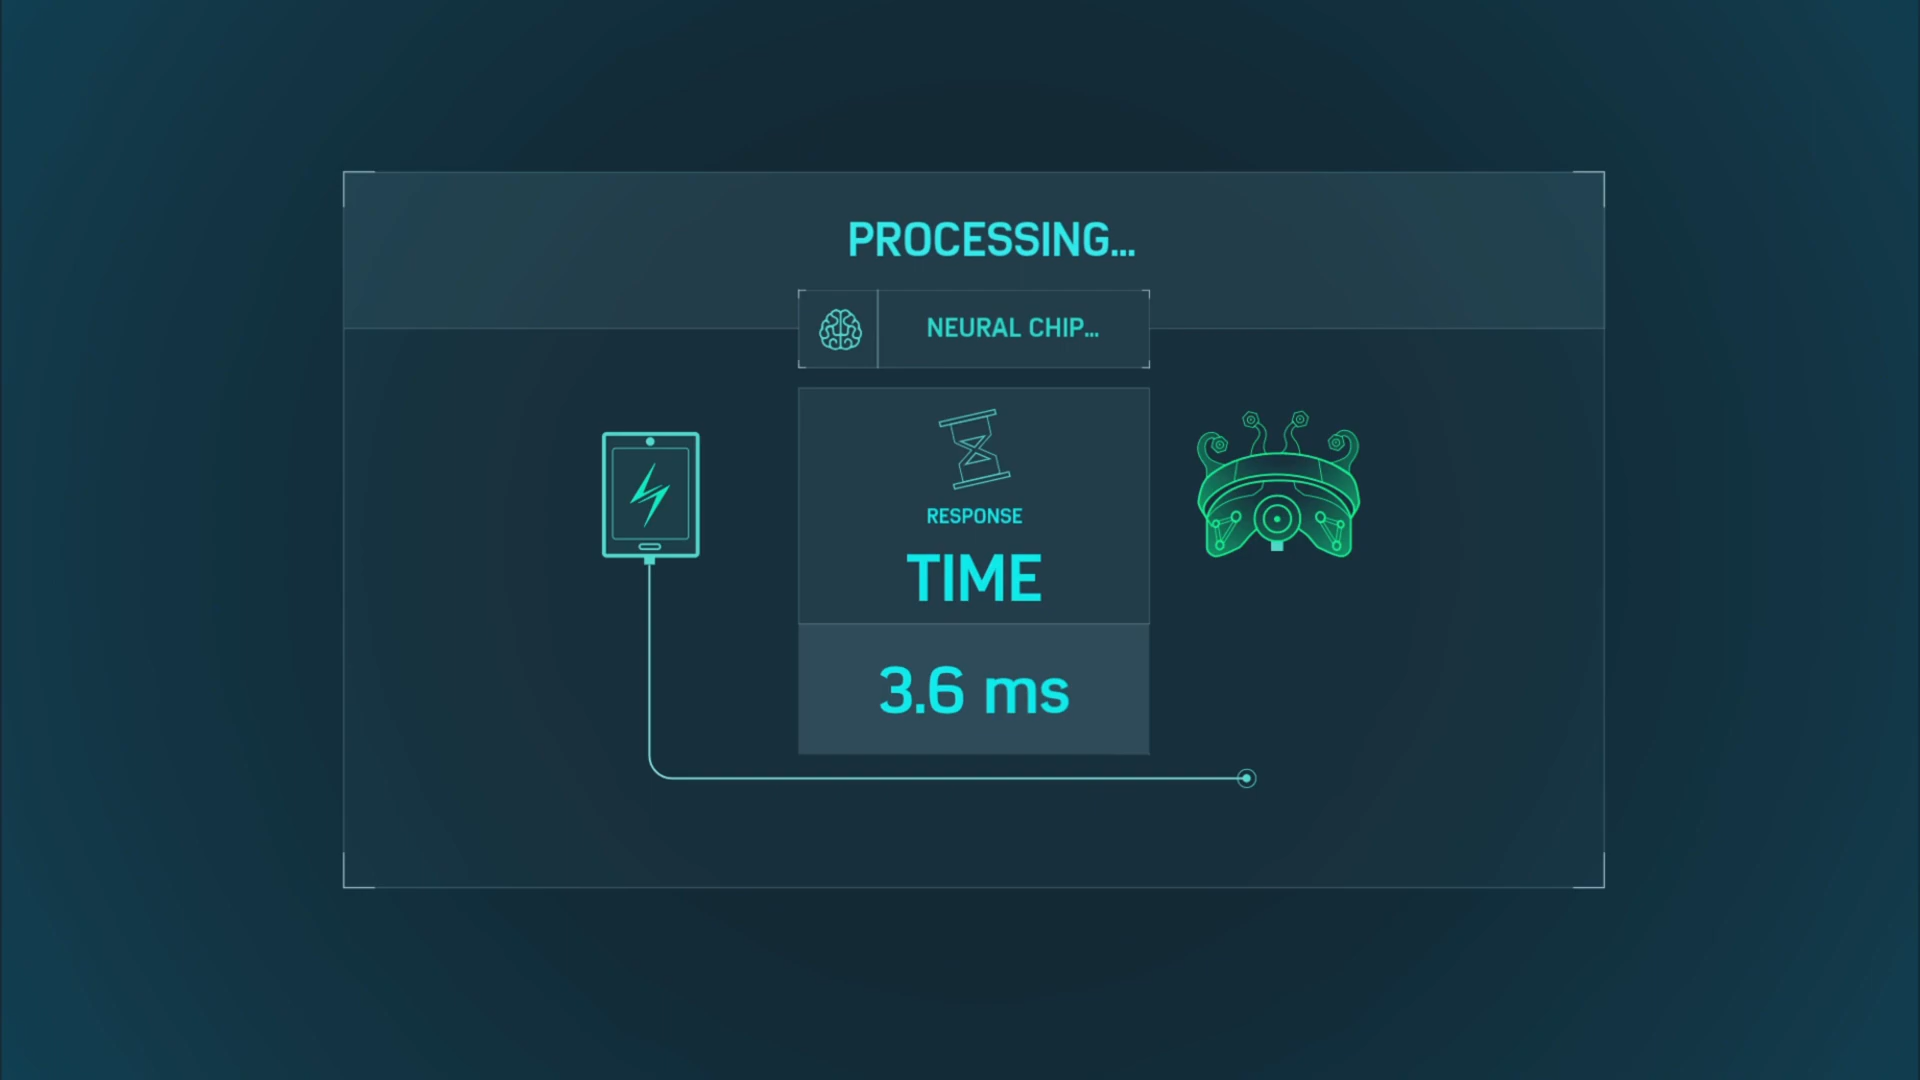 PROCESSING...
NEURAL CHIP...
RESPONSE
TIME
3.6 ms